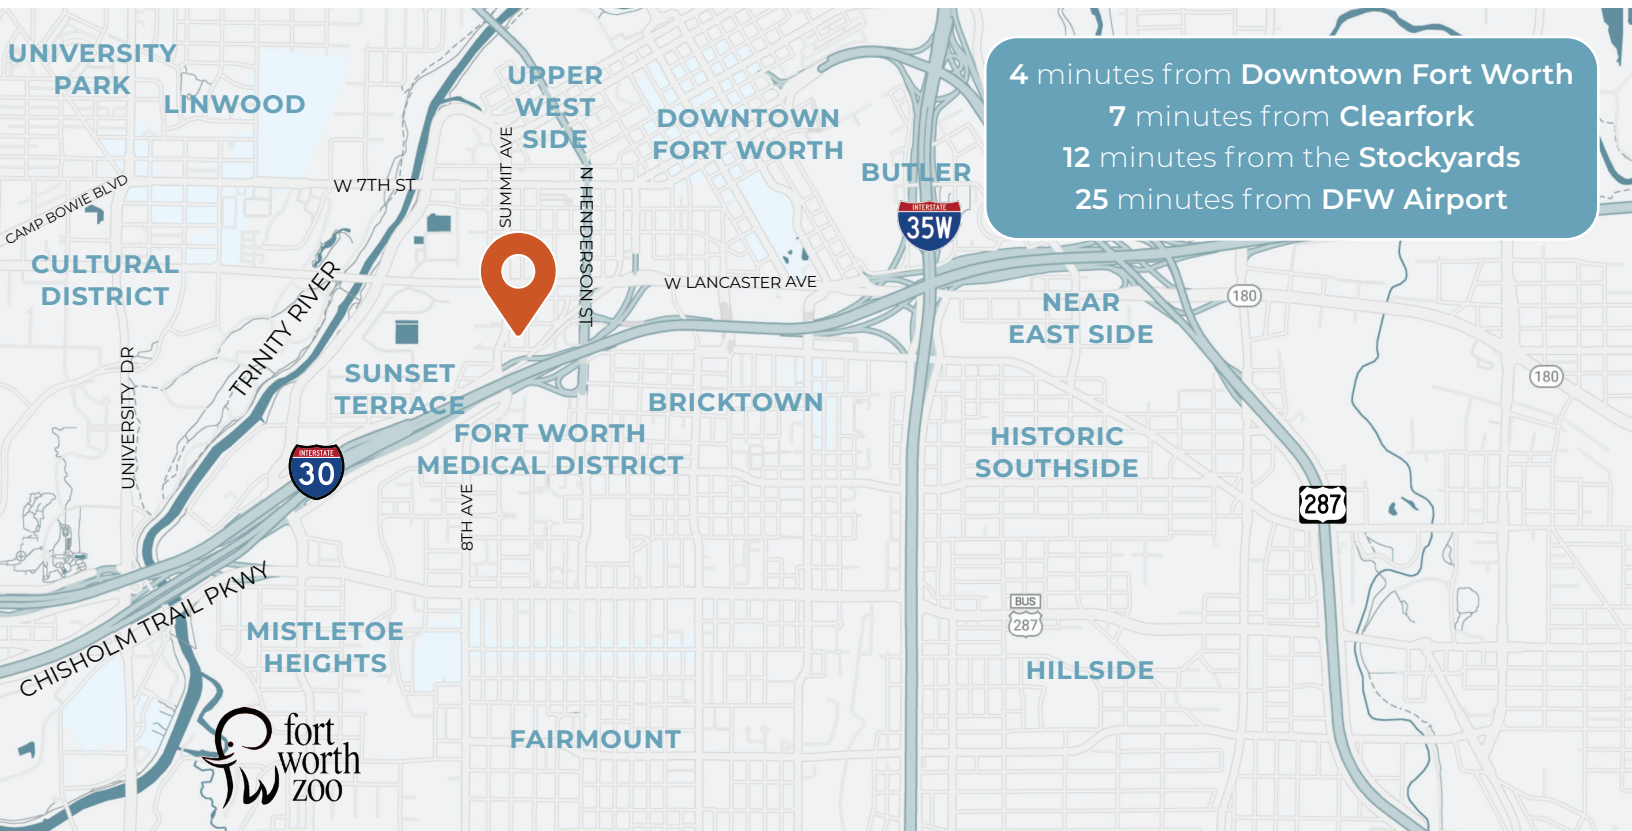 UNIVERSITY
PARK
LINWOOD
UPPER
WEST
SIDE
DOWNTOWN
FORT WORTH
BUTLER
4 minutes from Downtown Fort Worth
7 minutes from Clearfork
12 minutes from the Stockyards
25 minutes from DFW Airport
SUMMIT AVE
W 7TH ST
CAMP BOWIE BLVD
N HENDERSON ST
INTERSTATE
35W
CULTURAL
DISTRICT
TRINITY RIVER
W LANCASTER AVE
NEAR
EAST SIDE
180
180
UNIVERSITY DR
SUNSET
TERRACE
BRICKTOWN
FORT WORTH
MEDICAL DISTRICT
HISTORIC
SOUTHSIDE
INTERSTATE
30
8TH AVE
287
CHISHOLM TRAIL PKWY
BUS
287
MISTLETOE
HEIGHTS
HILLSIDE
fort
worth
zoo
FAIRMOUNT